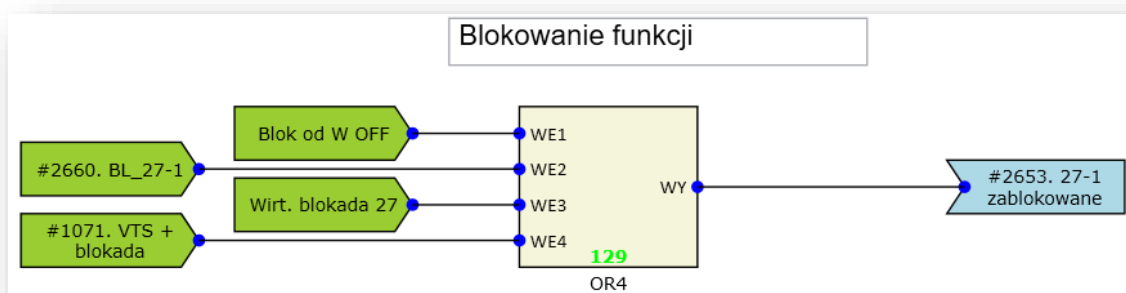 Blokowanie funkcji
Blok od W OFF
WE1
#2660. BL_27-1
WE2
WY
#2653. 27-1
zablokowane
Wirt. blokada 27
WE3
#1071. VTS +
blokada
WE4
129
OR4